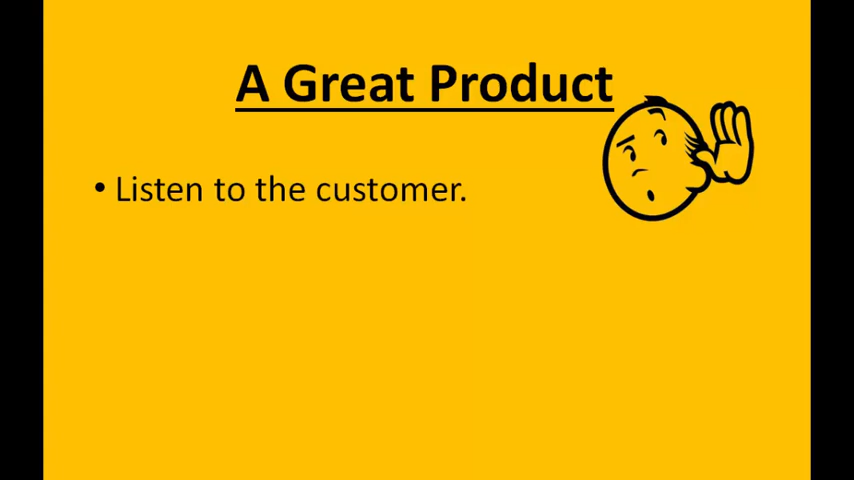 A Great Product
• Listen to the customer.